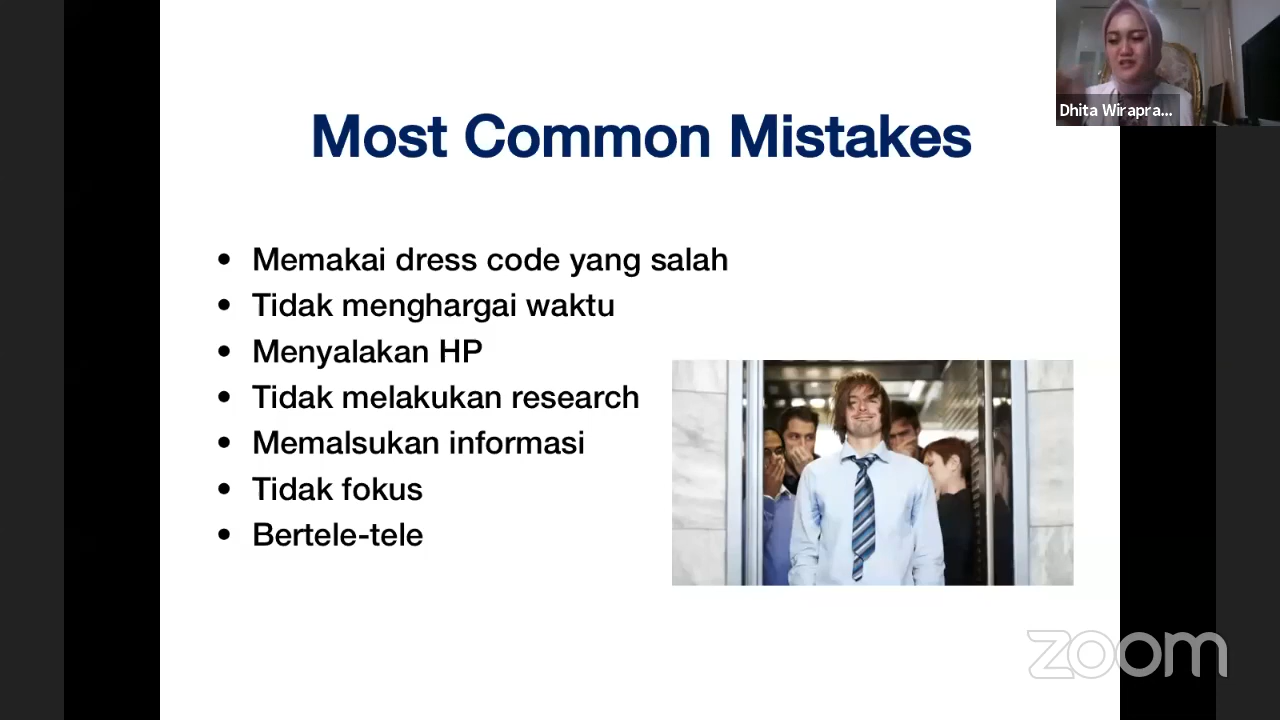 Dhita Wirapra...
Most Common Mistakes
• Memakai dress code yang salah
• Tidak menghargai waktu
• Menyalakan HP
• Tidak melakukan research
• Memalsukan informasi
• Tidak fokus
• Bertele-tele
zoom